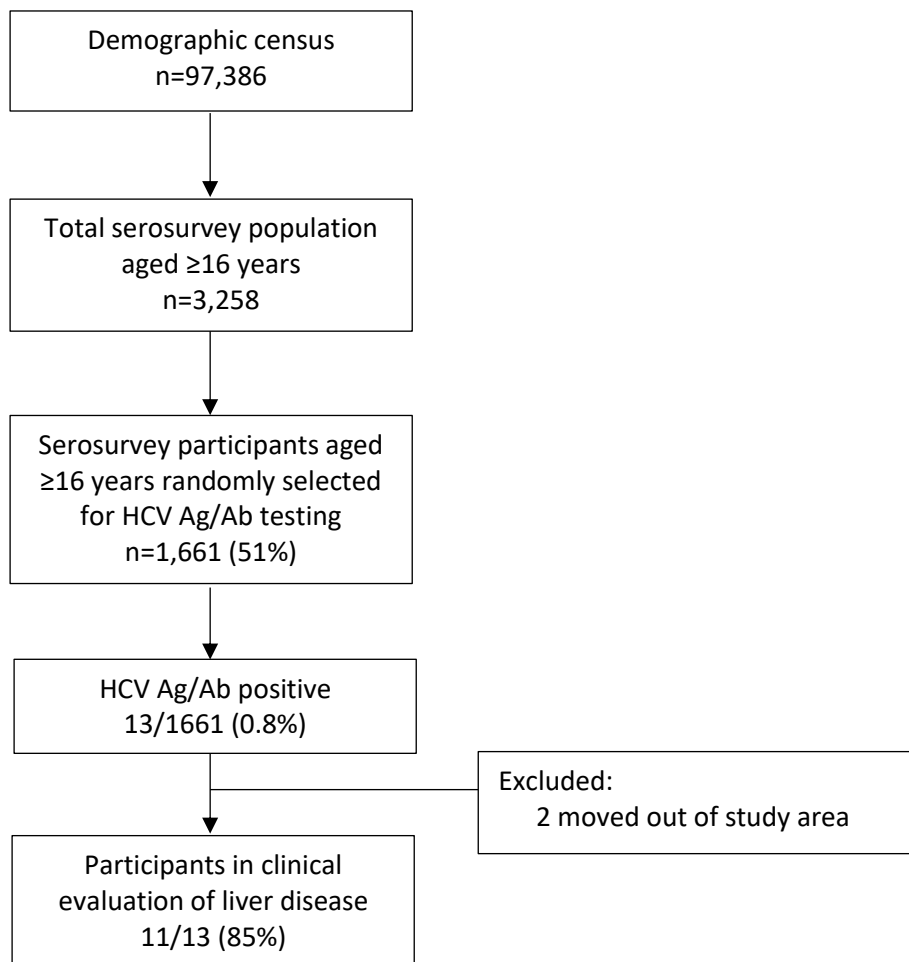 Demographic census
n=97,386
Total serosurvey population
aged ≥16 years
n=3,258
Serosurvey participants aged
≥16 years randomly selected
for HCV Ag/Ab testing
n=1,661 (51%)
HCV Ag/Ab positive
13/1661 (0.8%)
Excluded:
2 moved out of study area
Participants in clinical
evaluation of liver disease
11/13 (85%)